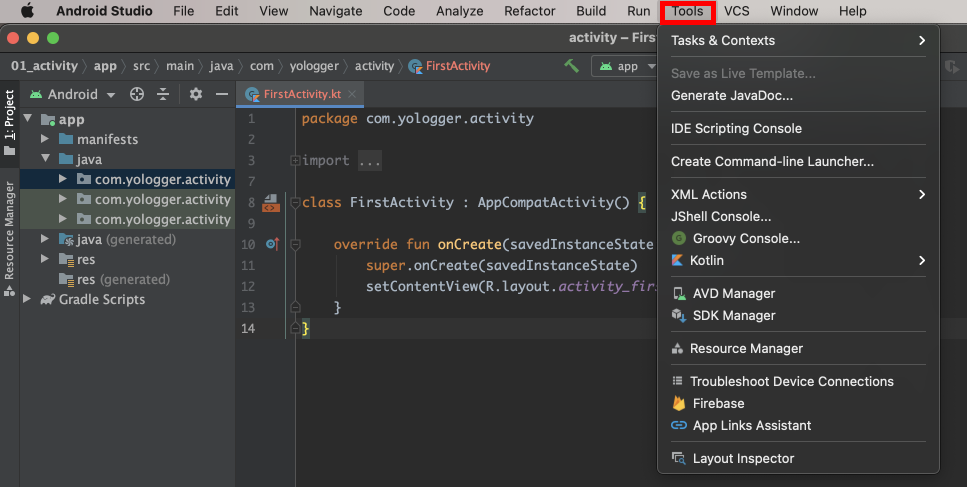 Android Studio File Edit View Navigate Code Analyze Refactor Build Run Tools VCS Window Help
activity – Firs
01_activity app src main java com yologger activity FirstActivity app
1: Project
Resource Manager
Android
app
manifests
java
com.yologger.activity
com.yologger.activity
com.yologger.activity
java (generated)
res
res (generated)
Gradle Scripts
FirstActivity.kt
1 package com.yologger.activity
2
3 import ...
7
8 class FirstActivity : AppCompatActivity() {
9
10 override fun onCreate(savedInstanceState
11 super.onCreate(savedInstanceState)
12 setContentView(R.layout.activity_firs
13 }
14 }
Tasks & Contexts
Save as Live Template...
Generate JavaDoc...
IDE Scripting Console
Create Command-line Launcher...
XML Actions
JShell Console...
Groovy Console...
Kotlin
AVD Manager
SDK Manager
Resource Manager
Troubleshoot Device Connections
Firebase
App Links Assistant
Layout Inspector